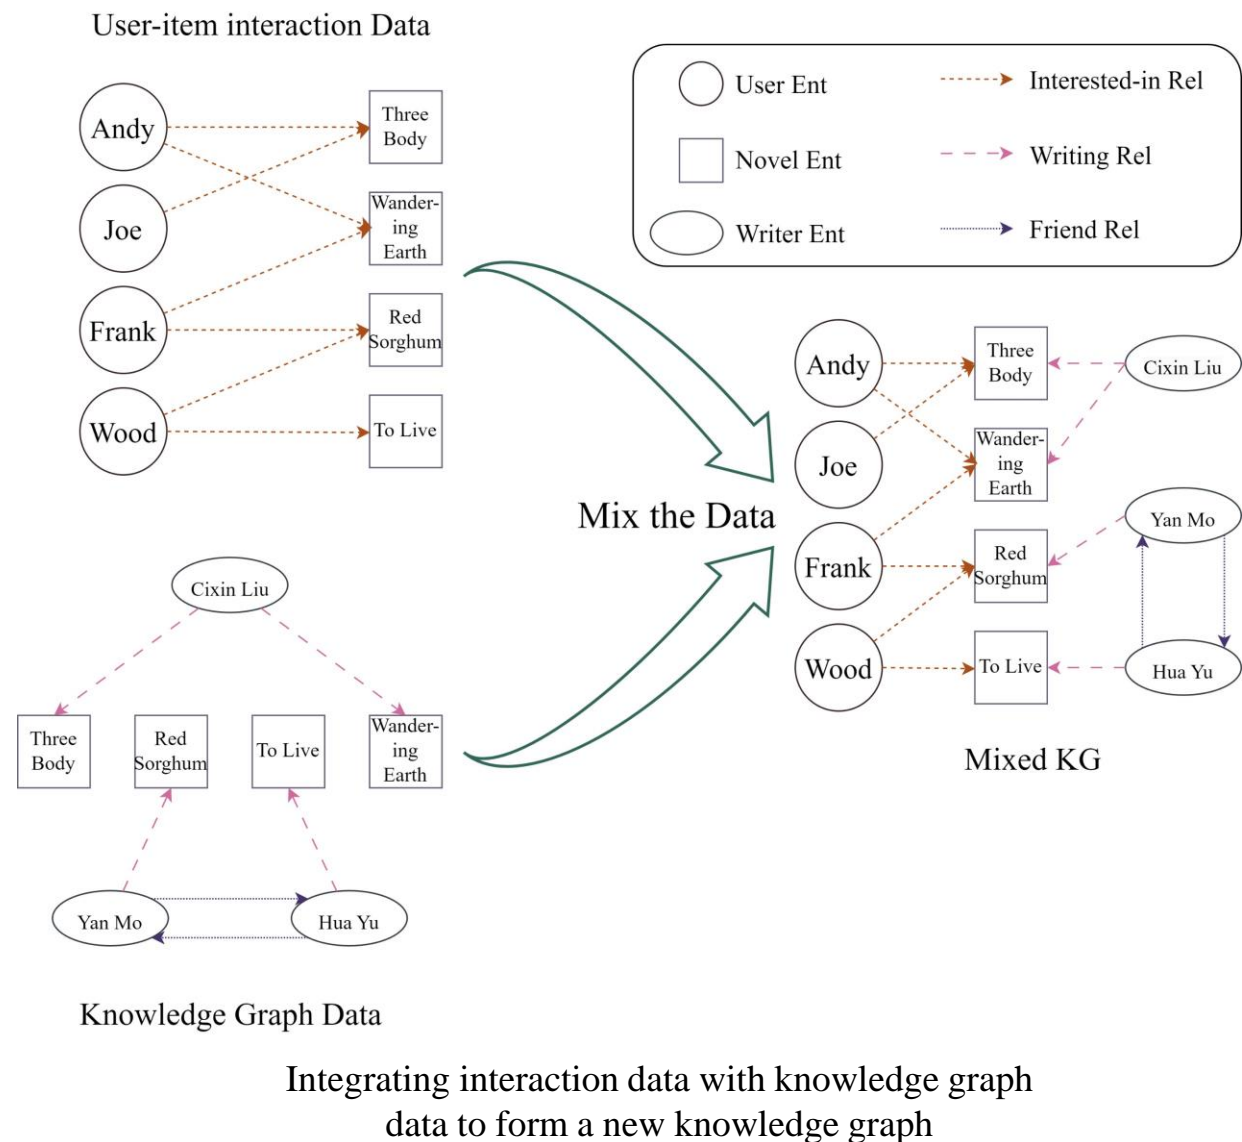 User-item interaction Data
Andy
Joe
Frank
Wood
Three
Body
Wander-
ing
Earth
Red
Sorghum
To Live
User Ent
Novel Ent
Writer Ent
Interested-in Rel
Writing Rel
Friend Rel
Mix the Data
Cixin Liu
Three
Body
Red
Sorghum
To Live
Wander-
ing
Earth
Yan Mo
Hua Yu
Knowledge Graph Data
Andy
Joe
Frank
Wood
Three
Body
Wander-
ing
Earth
Red
Sorghum
To Live
Cixin Liu
Yan Mo
Hua Yu
Mixed KG
Integrating interaction data with knowledge graph
data to form a new knowledge graph